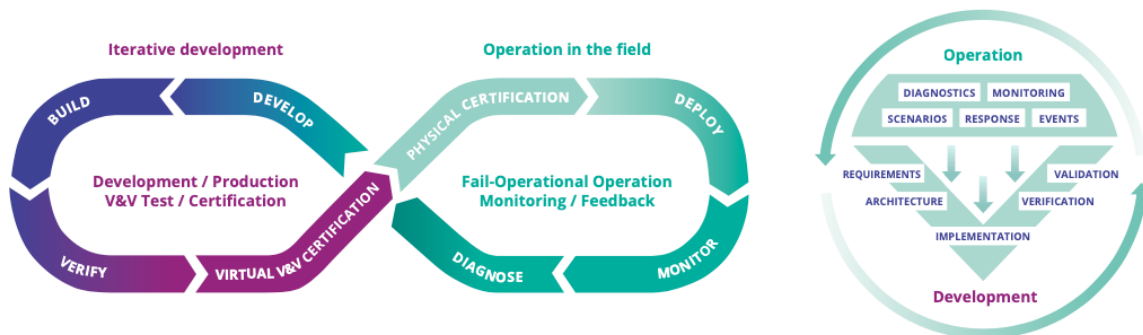 Iterative development
Operation in the field
BUILD
DEVELOP
PHYSICAL CERTIFICATION
DEPLOY
Development / Production
V&V Test / Certification
Fail-Operational Operation
Monitoring / Feedback
VERIFY
VIRTUAL V&V CERTIFICATION
DIAGNOSE
MONITOR
Operation
DIAGNOSTICS
MONITORING
SCENARIOS
RESPONSE
EVENTS
REQUIREMENTS
VALIDATION
ARCHITECTURE
VERIFICATION
IMPLEMENTATION
Development